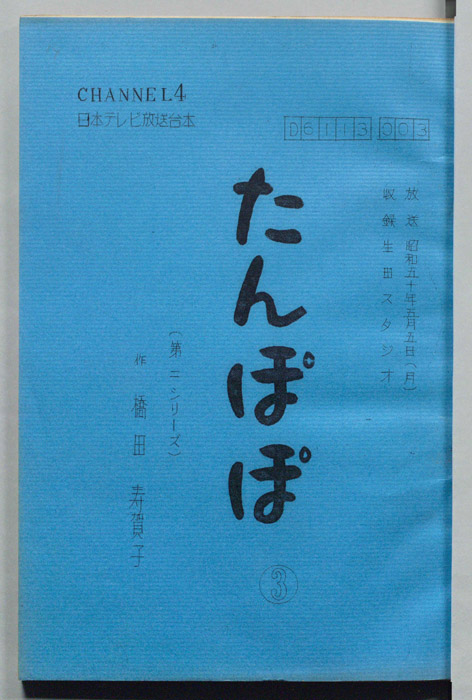 CHANNEL4
日本テレビ放送台本
D6113003
放送 昭和五十年五月五日(月)
収録 生田スタジオ
たんぽぽ
③
(第二シリーズ)
作 橋田 寿賀子